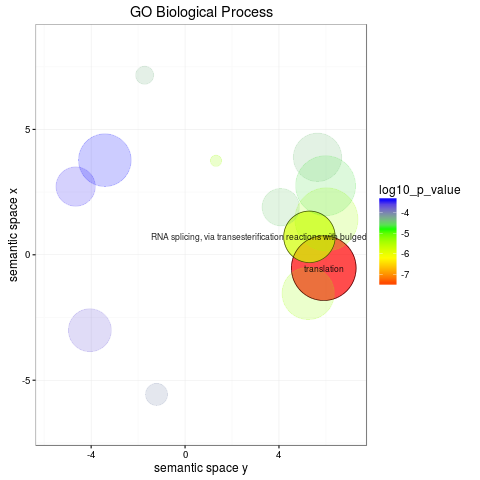 GO Biological Process
semantic space x
5
0
-5
-4
0
4
semantic space y
RNA splicing, via transesterification reactions with bulged
translation
log10_p_value
-4
-5
-6
-7